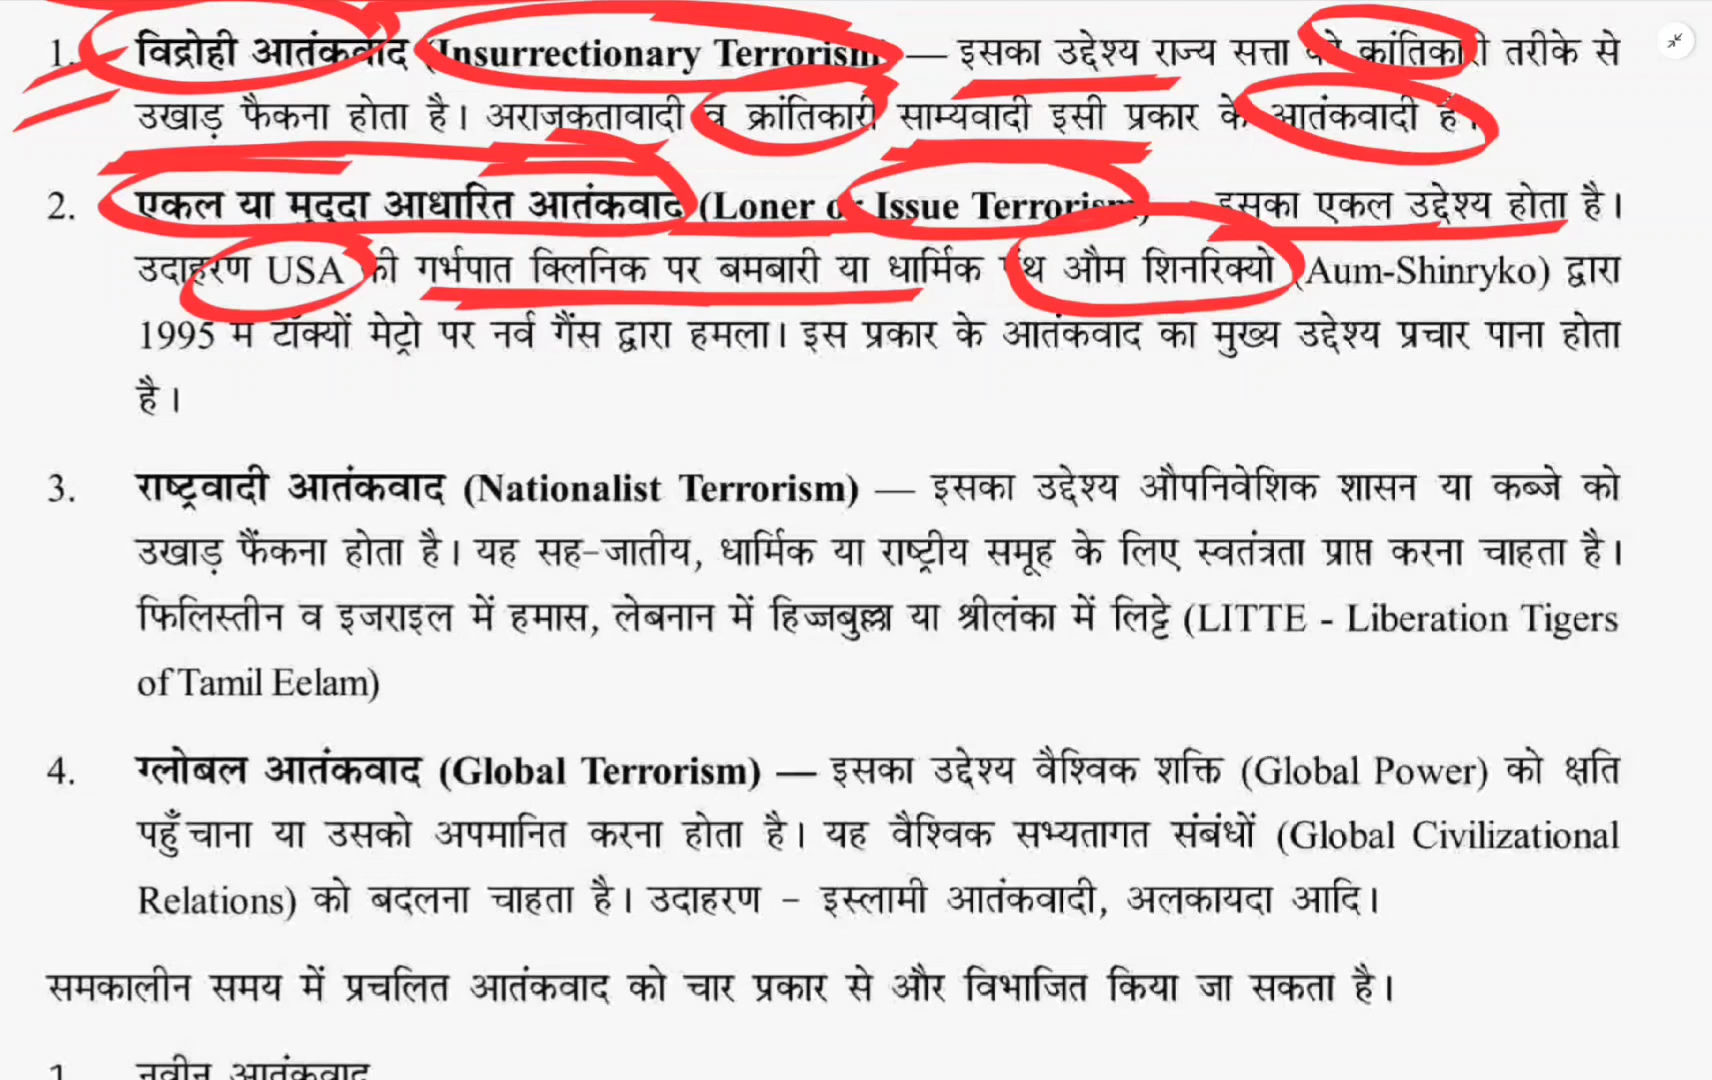 1. विद्रोही आतंकवाद (Insurrectionary Terrorism) — इसका उद्देश्य राज्य सत्ता को क्रांतिकारी तरीके से
उखाड़ फैकना होता है। अराजकतावादी व क्रांतिकारी साम्यवादी इसी प्रकार के आतंकवादी है।
2. एकल या मुद्दा आधारित आतंकवाद (Loner or Issue Terrorism) — इसका एकल उद्देश्य होता है।
उदाहरण USA की गर्भपात क्लिनिक पर बमबारी या धार्मिक पंथ औम शिनरिक्यो (Aum-Shinryko) द्वारा
1995 में टॉक्यों मेट्रो पर नर्व गैंस द्वारा हमला। इस प्रकार के आतंकवाद का मुख्य उद्देश्य प्रचार पाना होता
है।
3. राष्ट्रवादी आतंकवाद (Nationalist Terrorism) — इसका उद्देश्य औपनिवेशिक शासन या कब्जे को
उखाड़ फैंकना होता है। यह सह-जातीय, धार्मिक या राष्ट्रीय समूह के लिए स्वतंत्रता प्राप्त करना चाहता है।
फिलिस्तीन व इजराइल में हमास, लेबनान में हिज्जबुल्ला या श्रीलंका में लिट्टे (LITTE - Liberation Tigers
of Tamil Eelam)
4. ग्लोबल आतंकवाद (Global Terrorism) — इसका उद्देश्य वैश्विक शक्ति (Global Power) को क्षति
पहुँचाना या उसको अपमानित करना होता है। यह वैश्विक सभ्यतागत संबंधों (Global Civilizational
Relations) को बदलना चाहता है। उदाहरण - इस्लामी आतंकवादी, अलकायदा आदि।
समकालीन समय में प्रचलित आतंकवाद को चार प्रकार से और विभाजित किया जा सकता है।
1. नवीन आतंकवाद